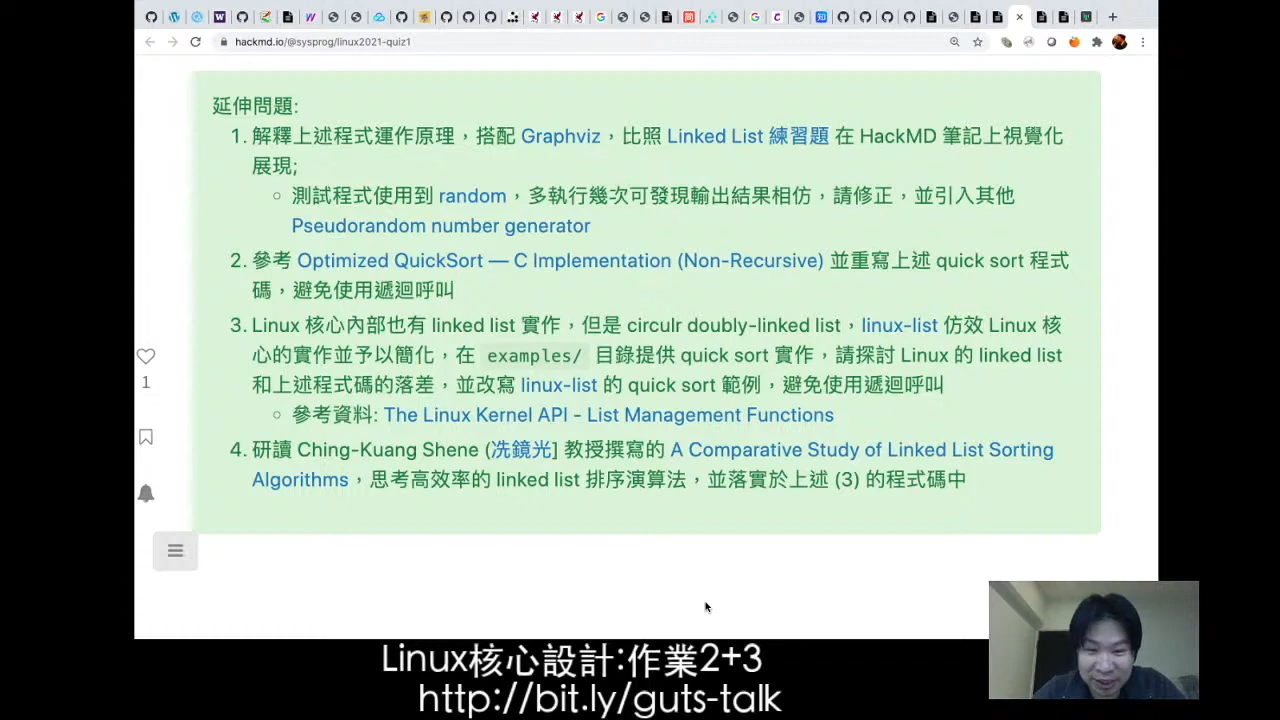 hackmd.io/@sysprog/linux2021-quiz1
延伸問題:
1. 解釋上述程式運作原理，搭配 Graphviz，比照 Linked List 練習題 在 HackMD 筆記上視覺化
展現;
測試程式使用到 random，多執行幾次可發現輸出結果相仿，請修正，並引入其他
Pseudorandom number generator
2. 參考 Optimized QuickSort — C Implementation (Non-Recursive) 並重寫上述 quick sort 程式
碼，避免使用遞迴呼叫
3. Linux 核心內部也有 linked list 實作，但是 circulr doubly-linked list，linux-list 仿效 Linux 核
心的實作並予以簡化，在 examples/ 目錄提供 quick sort 實作，請探討 Linux 的 linked list
和上述程式碼的落差，並改寫 linux-list 的 quick sort 範例，避免使用遞迴呼叫
參考資料: The Linux Kernel API - List Management Functions
4. 研讀 Ching-Kuang Shene (冼鏡光] 教授撰寫的 A Comparative Study of Linked List Sorting
Algorithms，思考高效率的 linked list 排序演算法，並落實於上述 (3) 的程式碼中
1
Linux核心設計:作業2+3
http://bit.ly/guts-talk